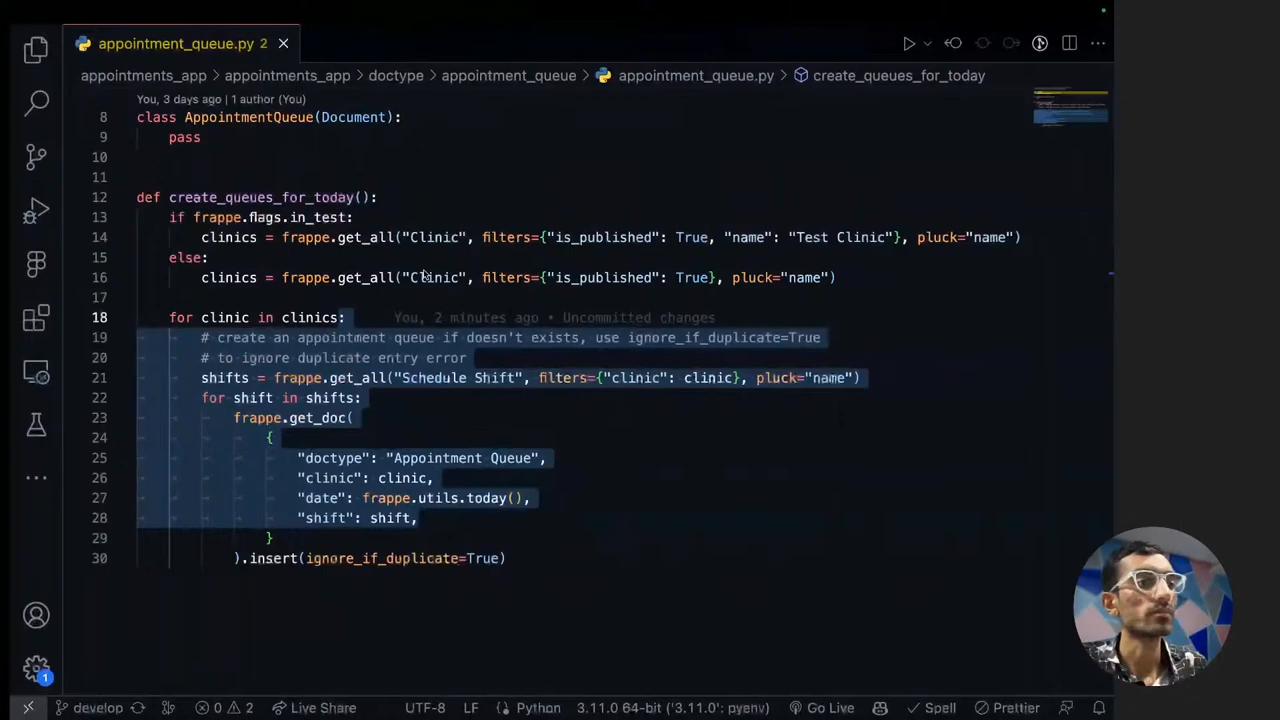 appointment_queue.py 2
appointments_app › appointments_app › doctype › appointment_queue › appointment_queue.py › create_queues_for_today
You, 3 days ago | 1 author (You)
8 class AppointmentQueue(Document):
9 pass
10
11
12 def create_queues_for_today():
13 if frappe.flags.in_test:
14 clinics = frappe.get_all("Clinic", filters={"is_published": True, "name": "Test Clinic"}, pluck="name")
15 else:
16 clinics = frappe.get_all("Clinic", filters={"is_published": True}, pluck="name")
17
18 for clinic in clinics: You, 2 minutes ago • Uncommitted changes
19 # create an appointment queue if doesn't exists, use ignore_if_duplicate=True
20 # to ignore duplicate entry error
21 shifts = frappe.get_all("Schedule Shift", filters={"clinic": clinic}, pluck="name")
22 for shift in shifts:
23 frappe.get_doc(
24 {
25 "doctype": "Appointment Queue",
26 "clinic": clinic,
27 "date": frappe.utils.today(),
28 "shift": shift,
29 }
30 ).insert(ignore_if_duplicate=True)
1
develop 0 2 Live Share UTF-8 LF Python 3.11.0 64-bit ('3.11.0': pyenv) Go Live Spell Prettier